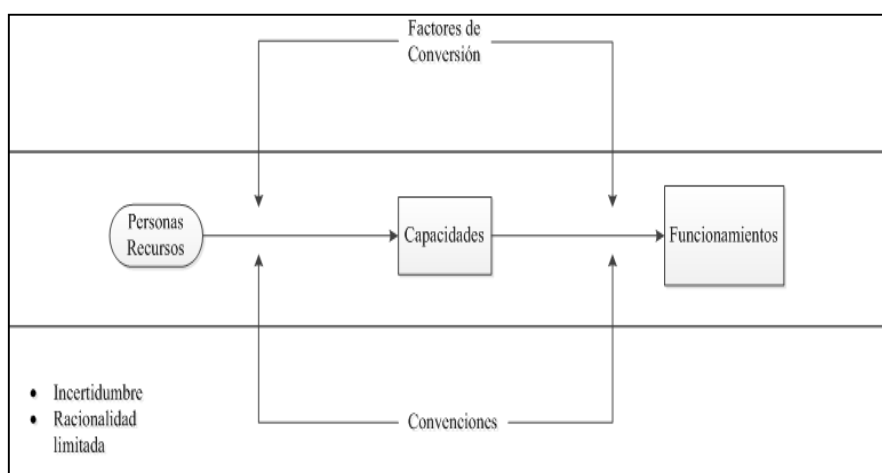 Factores de
Conversión
Personas
Recursos
Capacidades
Funcionamientos
• Incertidumbre
• Racionalidad
limitada
Convenciones